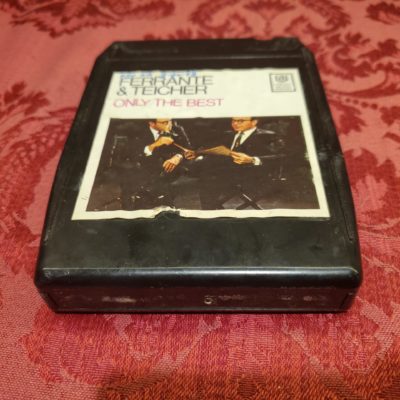 FERRANTE
& TEICHER
ONLY THE BEST